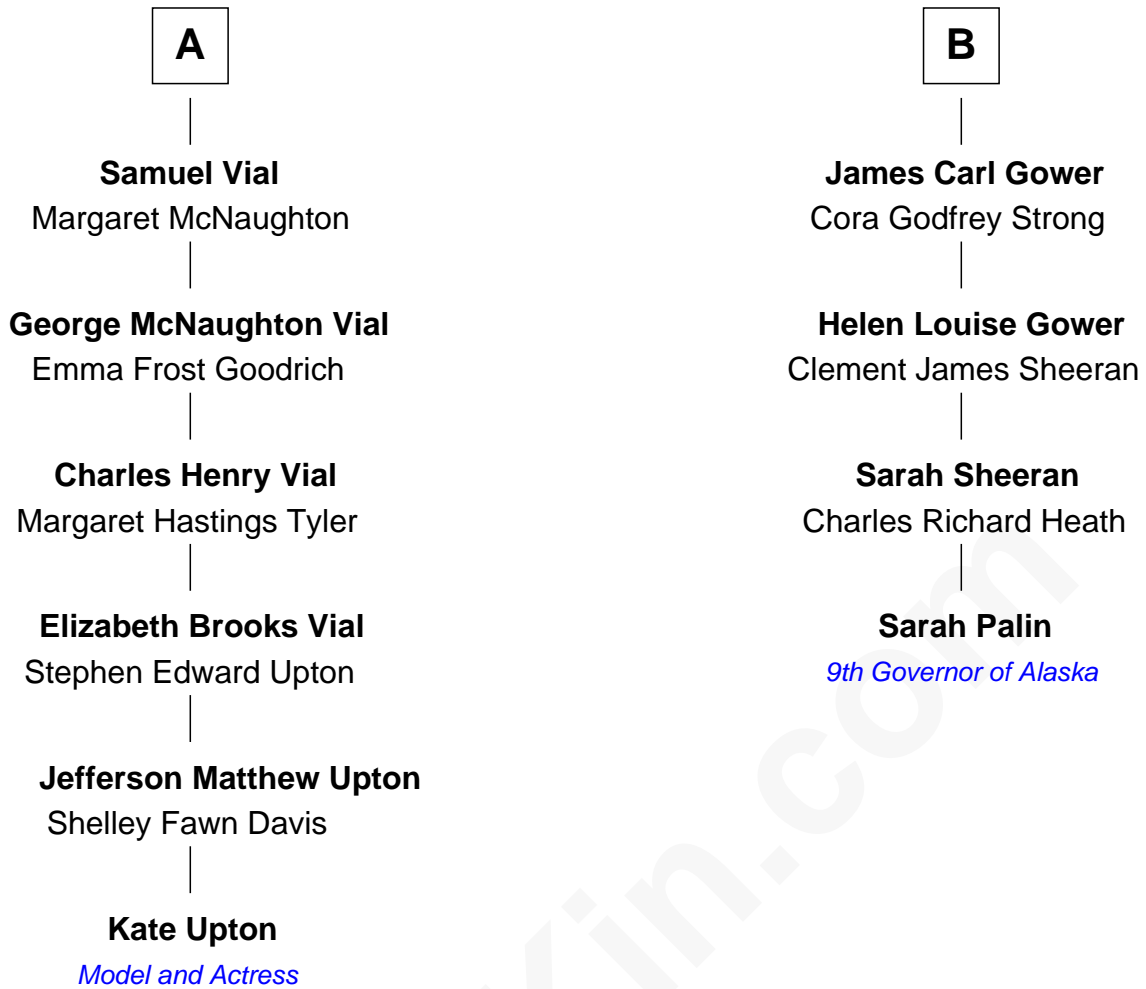 A
Samuel Vial
Margaret McNaughton
George McNaughton Vial
Emma Frost Goodrich
Charles Henry Vial
Margaret Hastings Tyler
Elizabeth Brooks Vial
Stephen Edward Upton
Jefferson Matthew Upton
Shelley Fawn Davis
Kate Upton
Model and Actress
B
James Carl Gower
Cora Godfrey Strong
Helen Louise Gower
Clement James Sheeran
Sarah Sheeran
Charles Richard Heath
Sarah Palin
9th Governor of Alaska
Kin.com